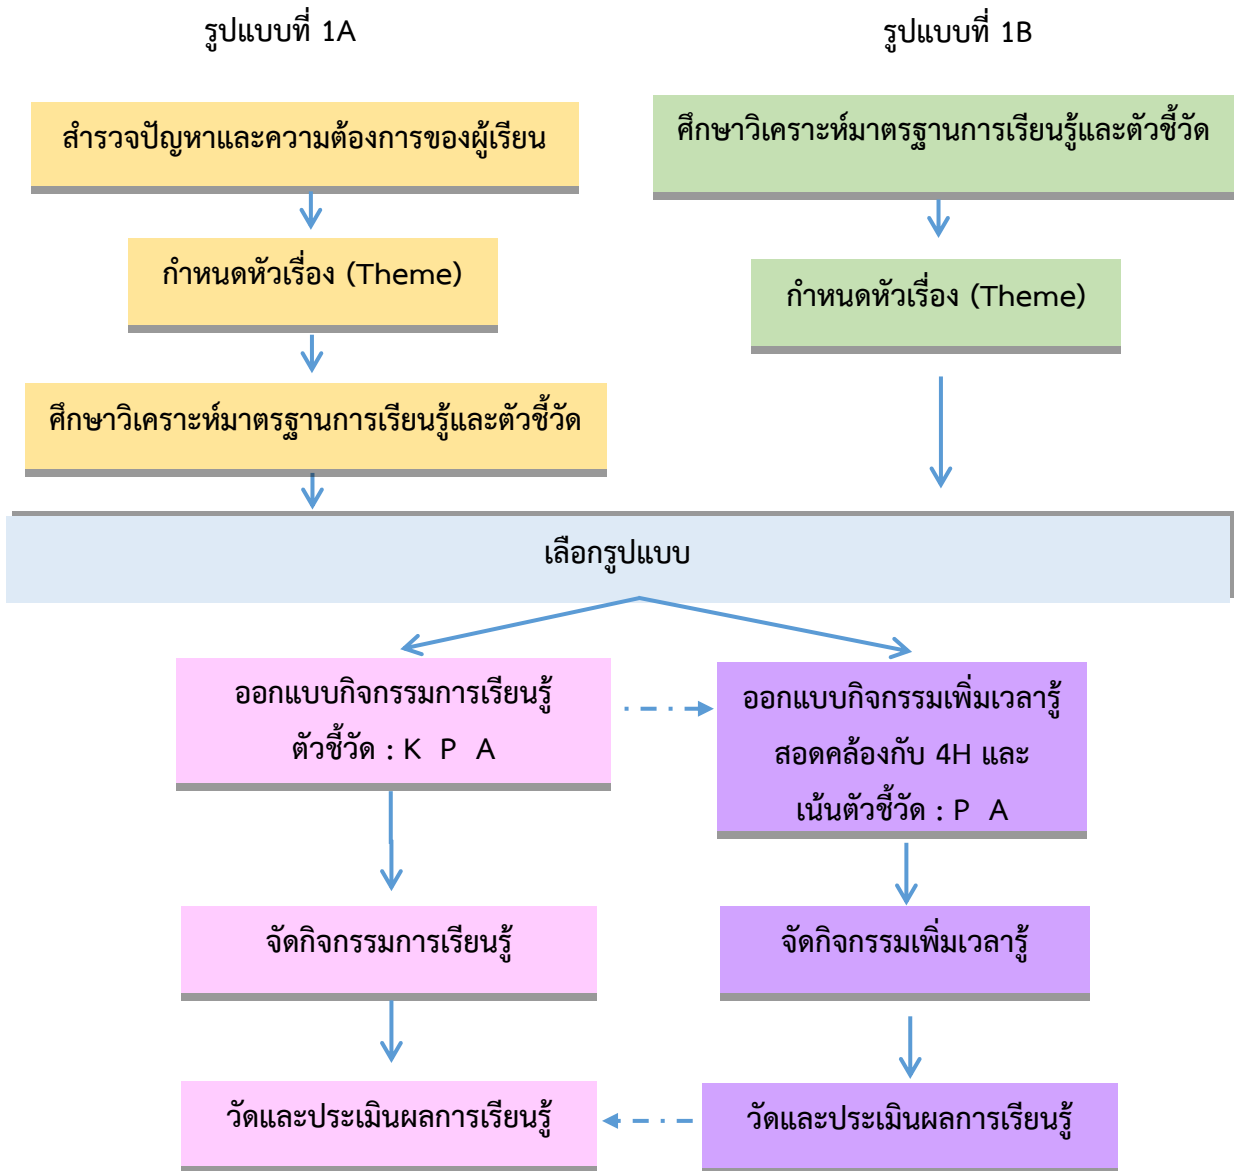 รูปแบบที่ 1A
รูปแบบที่ 1B
สำรวจปัญหาและความต้องการของผู้เรียน
ศึกษาวิเคราะห์มาตรฐานการเรียนรู้และตัวชี้วัด
กำหนดหัวเรื่อง (Theme)
กำหนดหัวเรื่อง (Theme)
ศึกษาวิเคราะห์มาตรฐานการเรียนรู้และตัวชี้วัด
เลือกรูปแบบ
ออกแบบกิจกรรมการเรียนรู้
ตัวชี้วัด : K P A
ออกแบบกิจกรรมเพิ่มเวลารู้
สอดคล้องกับ 4H และ
เน้นตัวชี้วัด : P A
จัดกิจกรรมการเรียนรู้
จัดกิจกรรมเพิ่มเวลารู้
วัดและประเมินผลการเรียนรู้
วัดและประเมินผลการเรียนรู้